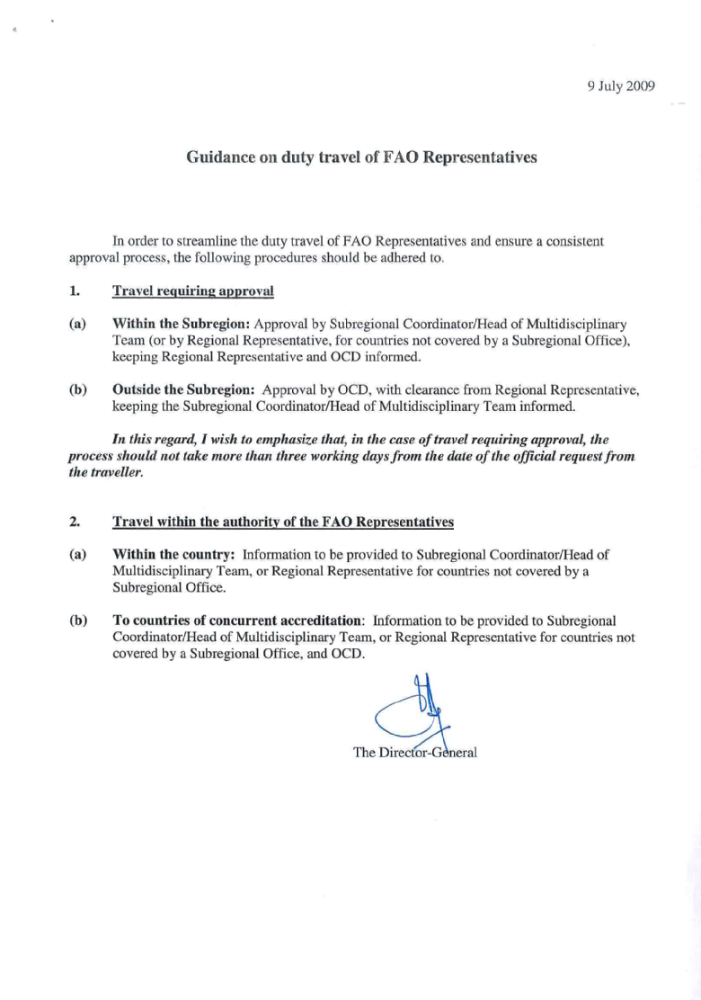 9 July 2009
Guidance on duty travel of FAO Representatives
In order to streamline the duty travel of FAO Representatives and ensure a consistent
approval process, the following procedures should be adhered to.
1. Travel requiring approval
(a) Within the Subregion: Approval by Subregional Coordinator/Head of Multidisciplinary
Team (or by Regional Representative, for countries not covered by a Subregional Office),
keeping Regional Representative and OCD informed.
(b) Outside the Subregion: Approval by OCD, with clearance from Regional Representative,
keeping the Subregional Coordinator/Head of Multidisciplinary Team informed.
In this regard, I wish to emphasize that, in the case of travel requiring approval, the
process should not take more than three working days from the date of the official request from
the traveller.
2. Travel within the authority of the FAO Representatives
(a) Within the country: Information to be provided to Subregional Coordinator/Head of
Multidisciplinary Team, or Regional Representative for countries not covered by a
Subregional Office.
(b) To countries of concurrent accreditation: Information to be provided to Subregional
Coordinator/Head of Multidisciplinary Team, or Regional Representative for countries not
covered by a Subregional Office, and OCD.
The Director-General